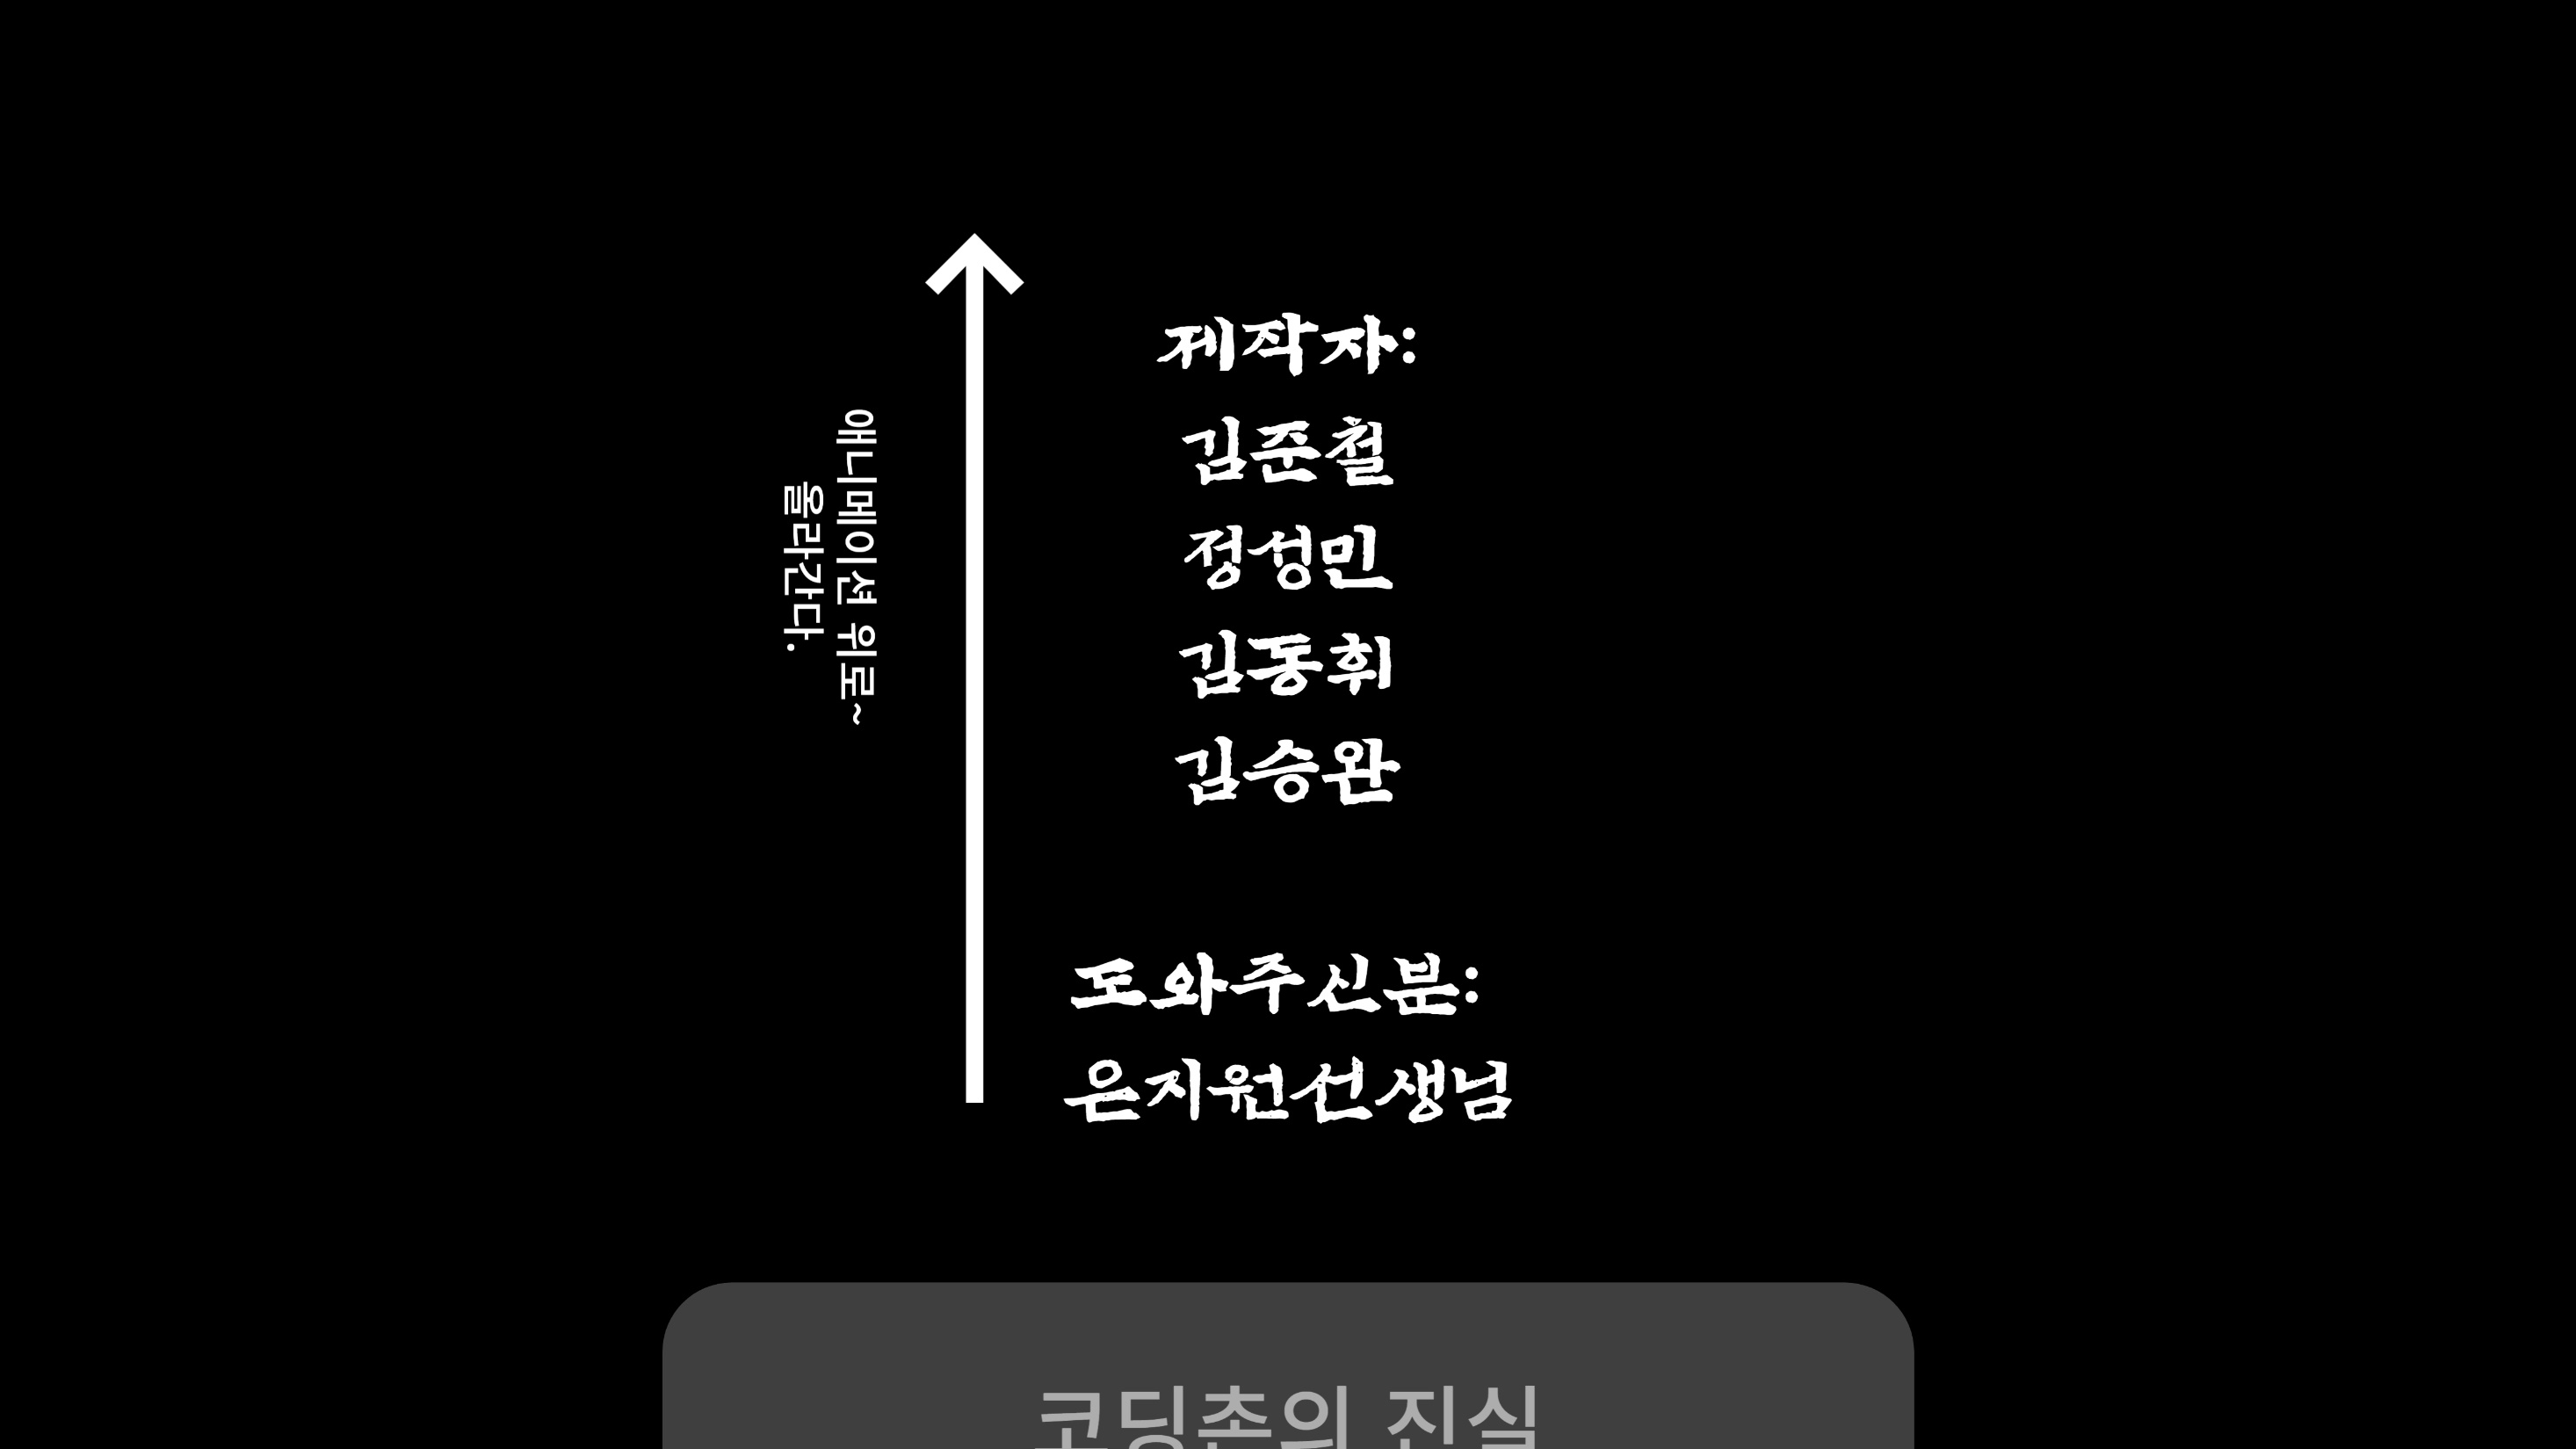 애니메이션 위로~
올라간다.
제작자:
김준철
정성민
김동휘
김승완
도와주신분:
은지원선생님
코딩촌의 진실